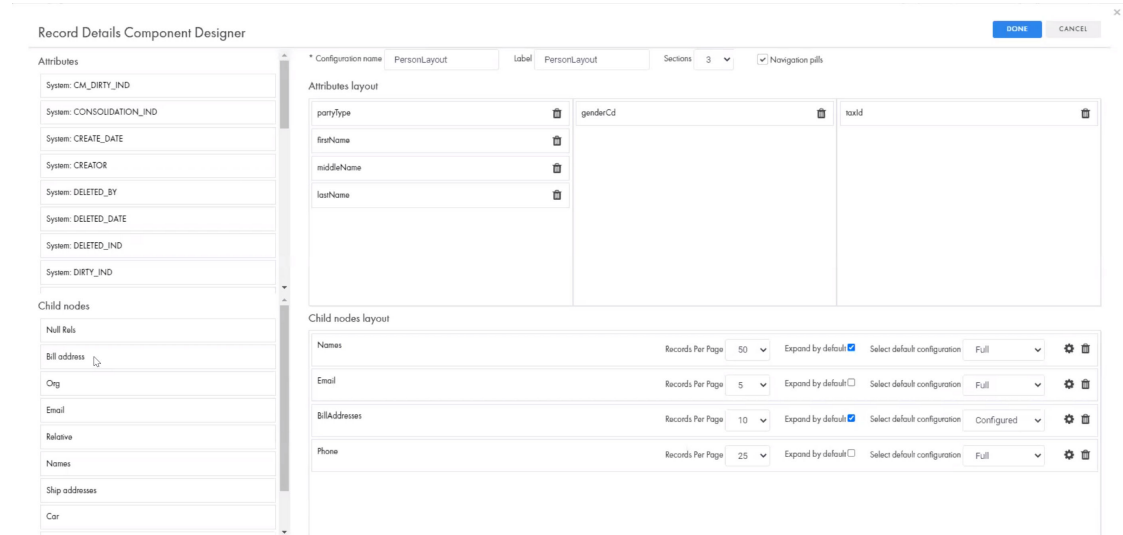 Record Details Component Designer
DONE
CANCEL
Attributes
System: CM_DIRTY_IND
System: CONSOLIDATION_IND
System: CREATE_DATE
System: CREATOR
System: DELETED_BY
System: DELETED_DATE
System: DELETED_IND
System: DIRTY_IND
Child nodes
Null Rels
Bill address
Org
Email
Relative
Names
Ship addresses
Car
* Configuration name PersonLayout Label PersonLayout Sections 3 Navigation pills
Attributes layout
partyType genderCd taxId
firstName
middleName
lastName
Child nodes layout
Names Records Per Page 50 Expand by default Select default configuration Full
Email Records Per Page 5 Expand by default Select default configuration Full
BillAddresses Records Per Page 10 Expand by default Select default configuration Configured
Phone Records Per Page 25 Expand by default Select default configuration Full